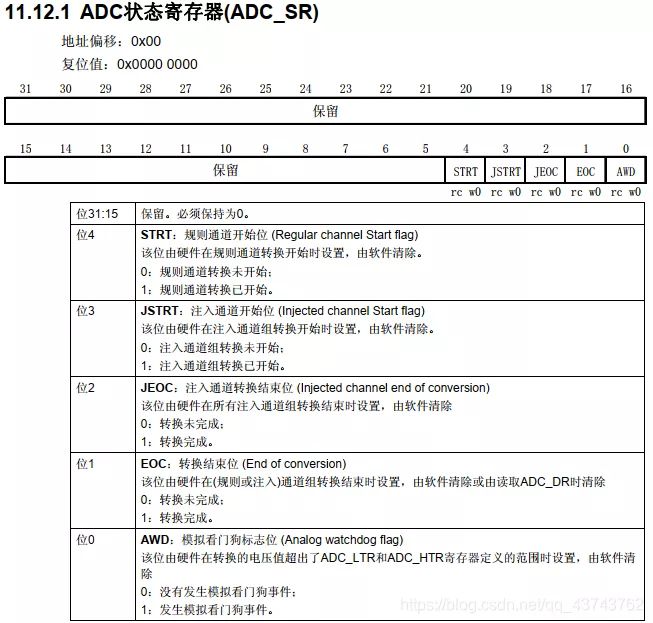 11.12.1 ADC状态寄存器(ADC_SR)
地址偏移：0x00
复位值：0x0000 0000
31 30 29 28 27 26 25 24 23 22 21 20 19 18 17 16
保留
15 14 13 12 11 10 9 8 7 6 5 4 3 2 1 0
保留 STRT JSTRT JEOC EOC AWD
rc w0 rc w0 rc w0 rc w0 rc w0
位31:15 保留。必须保持为0。
位4 STRT：规则通道开始位 (Regular channel Start flag)
该位由硬件在规则通道转换开始时设置，由软件清除。
0：规则通道转换未开始；
1：规则通道转换已开始。
位3 JSTRT：注入通道开始位 (Injected channel Start flag)
该位由硬件在注入通道组转换开始时设置，由软件清除。
0：注入通道组转换未开始；
1：注入通道组转换已开始。
位2 JEOC：注入通道转换结束位 (Injected channel end of conversion)
该位由硬件在所有注入通道组转换结束时设置，由软件清除
0：转换未完成；
1：转换完成。
位1 EOC：转换结束位 (End of conversion)
该位由硬件在(规则或注入)通道组转换结束时设置，由软件清除或由读取ADC_DR时清除
0：转换未完成；
1：转换完成。
位0 AWD：模拟看门狗标志位 (Analog watchdog flag)
该位由硬件在转换的电压值超出了ADC_LTR和ADC_HTR寄存器定义的范围时设置，由软件清
除
0：没有发生模拟看门狗事件；
1：发生模拟看门狗事件。
https://blog.csdn.net/qq_43743762